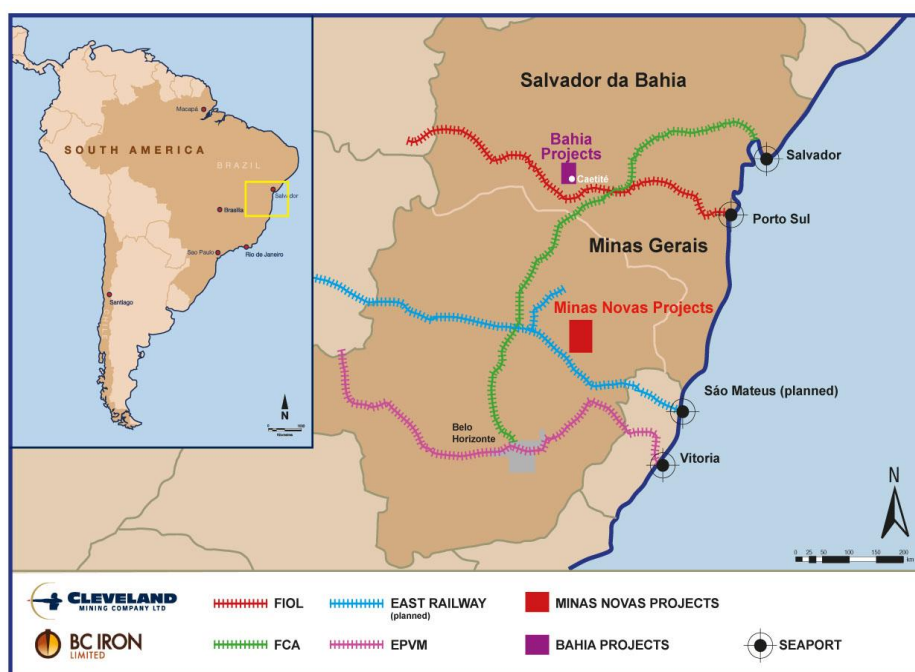 Macapá
SOUTH AMERICA
BRAZIL
Salvador
Brasilia
Sao Paulo
Rio de Janeiro
Santiago
N
0
Salvador da Bahia
Bahia
Projects
Caetité
Salvador
Porto Sul
Minas Gerais
Minas Novas Projects
Sáo Mateus (planned)
Belo
Horizonte
Vitoria
N
0 25 50 100 150 200
km
CLEVELAND
MINING COMPANY LTD
FIOL
EAST RAILWAY
(planned)
MINAS NOVAS PROJECTS
BC IRON
LIMITED
FCA
EPVM
BAHIA PROJECTS
SEAPORT